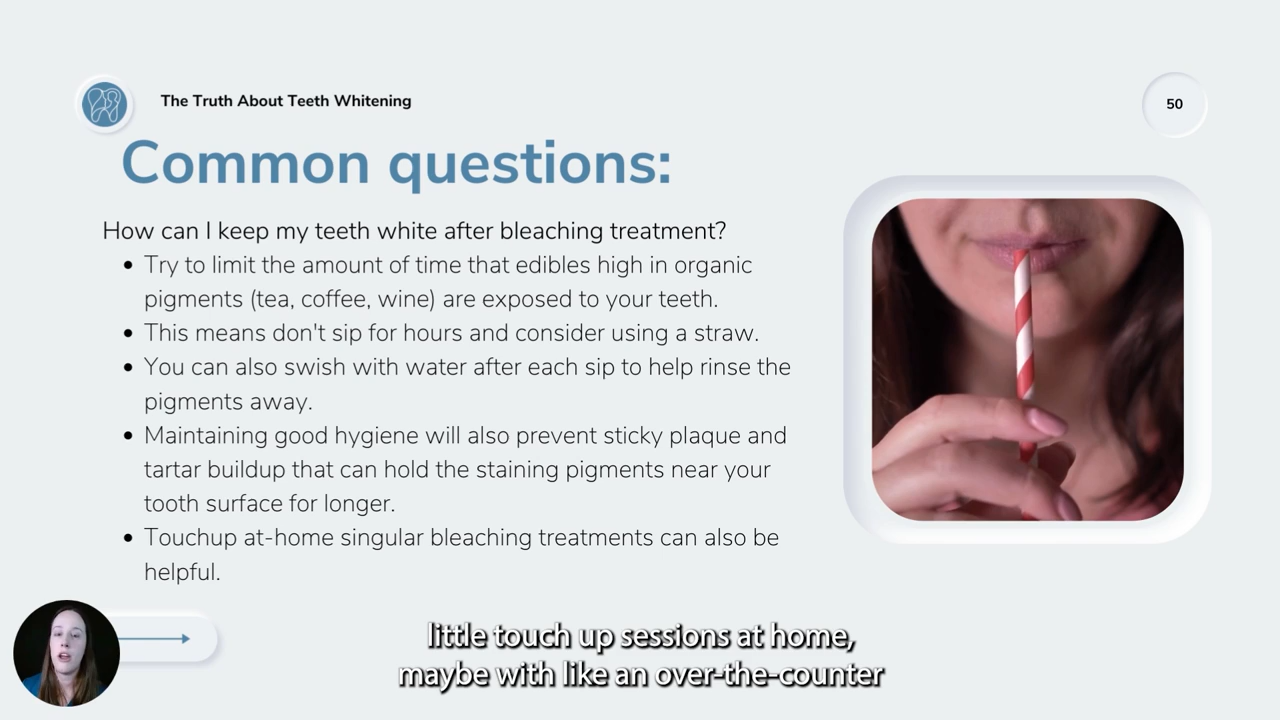 The Truth About Teeth Whitening
50
Common questions:
How can I keep my teeth white after bleaching treatment?
• Try to limit the amount of time that edibles high in organic
pigments (tea, coffee, wine) are exposed to your teeth.
• This means don't sip for hours and consider using a straw.
• You can also swish with water after each sip to help rinse the
pigments away.
• Maintaining good hygiene will also prevent sticky plaque and
tartar buildup that can hold the staining pigments near your
tooth surface for longer.
• Touchup at-home singular bleaching treatments can also be
helpful.
little touch up sessions at home,
maybe with like an over-the-counter